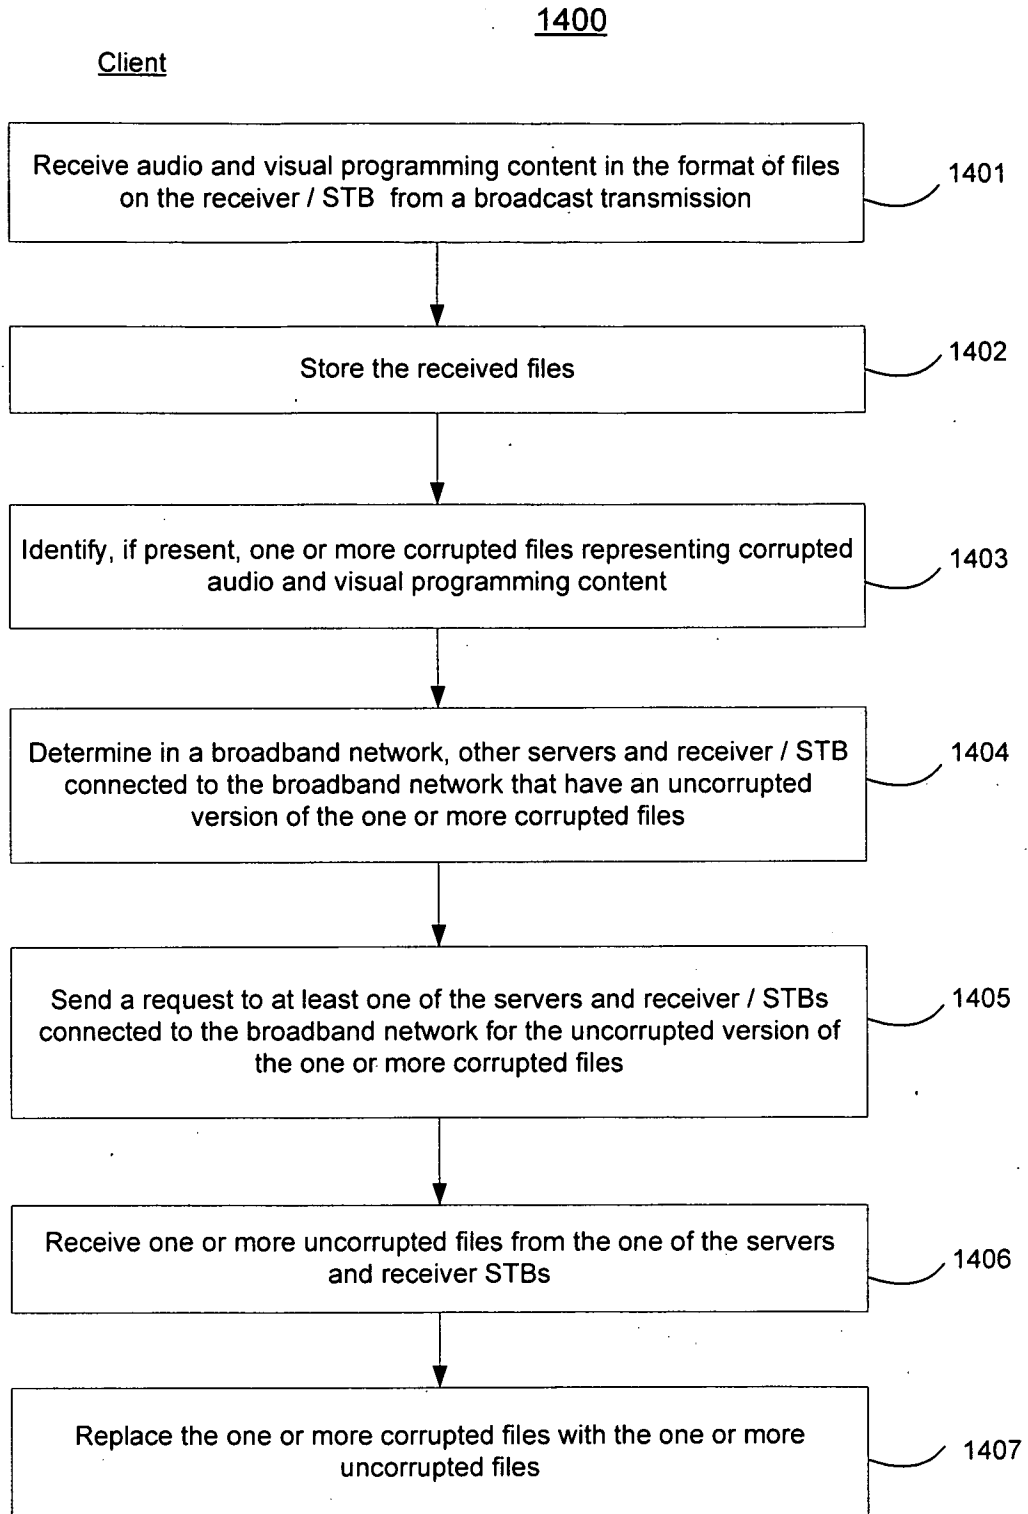 1400
Client
Receive audio and visual programming content in the format of files
on the receiver / STB from a broadcast transmission
1401
Store the received files
1402
Identify, if present, one or more corrupted files representing corrupted
audio and visual programming content
1403
Determine in a broadband network, other servers and receiver / STB
connected to the broadband network that have an uncorrupted
version of the one or more corrupted files
1404
Send a request to at least one of the servers and receiver / STBs
connected to the broadband network for the uncorrupted version of
the one or more corrupted files
1405
Receive one or more uncorrupted files from the one of the servers
and receiver STBs
1406
Replace the one or more corrupted files with the one or more
uncorrupted files
1407